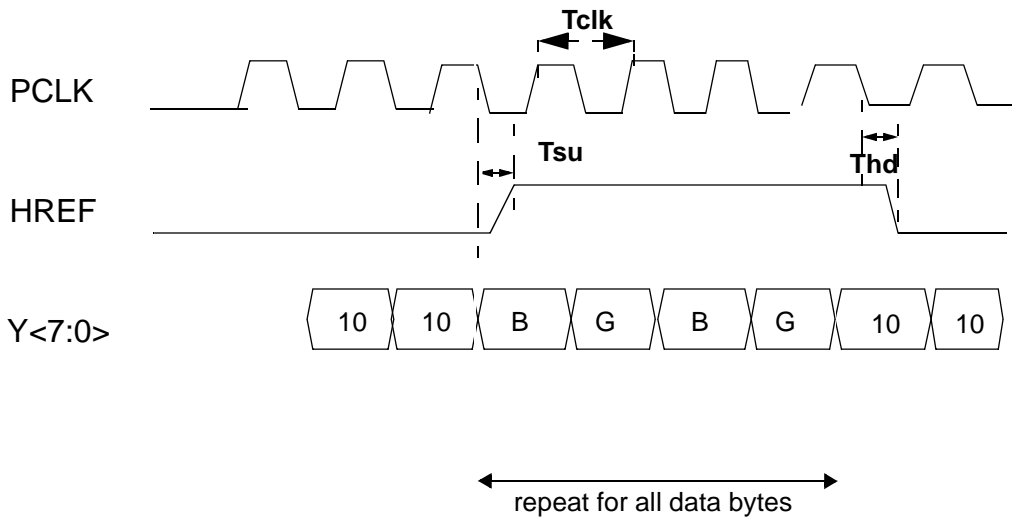 Tclk
PCLK
Tsu
Thd
HREF
Y<7:0>
10 10 B G B G 10 10
repeat for all data bytes